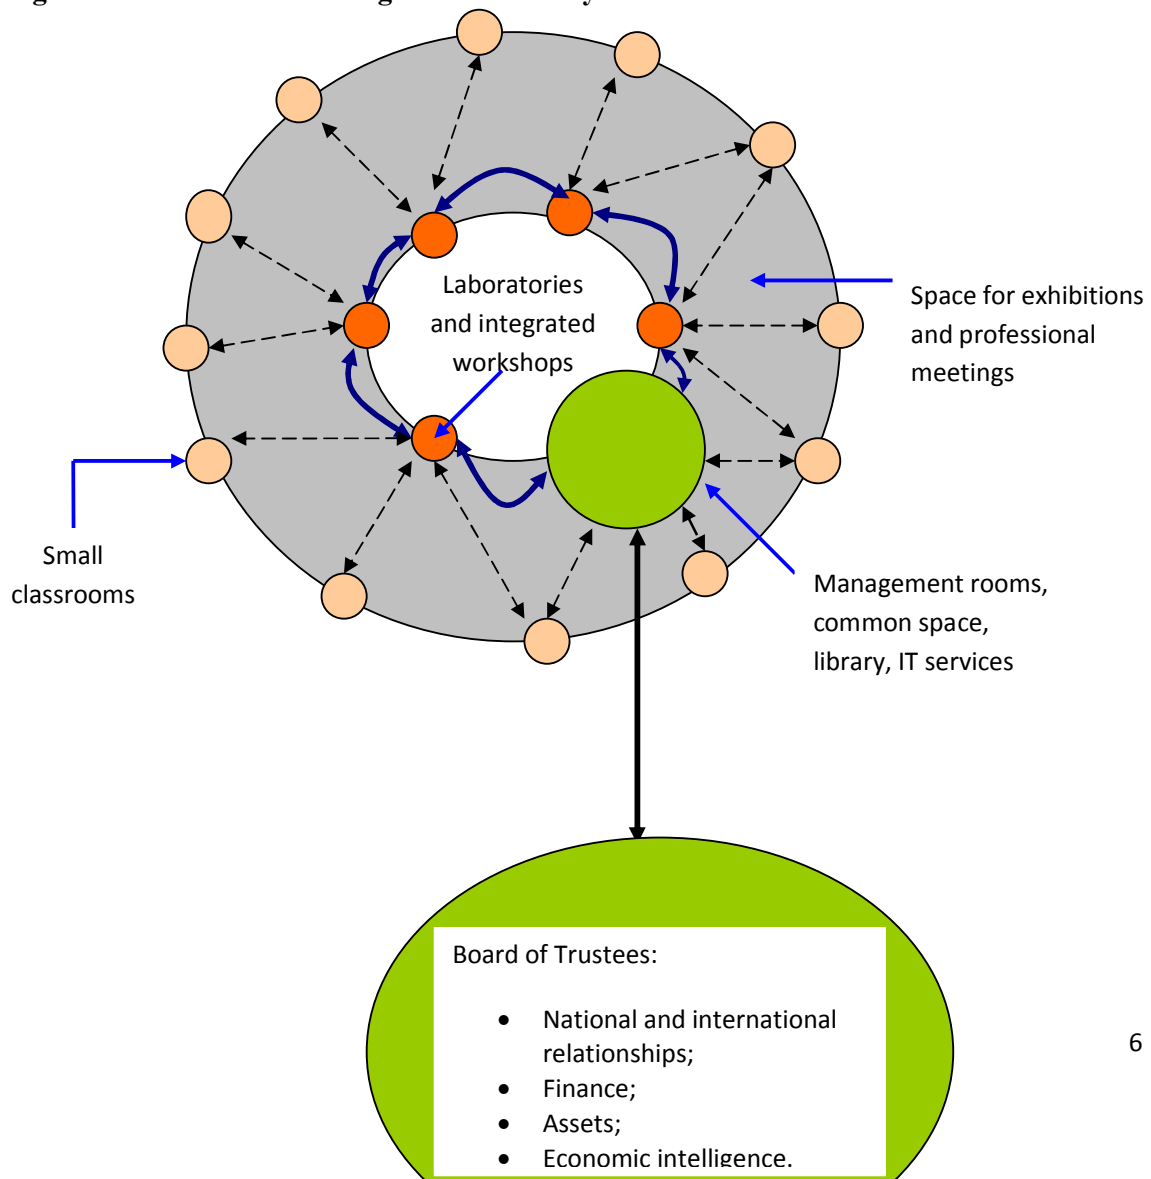 Laboratories
and integrated
workshops
Space for exhibitions
and professional
meetings
Small
classrooms
Management rooms,
common space,
library, IT services
Board of Trustees:
• National and international
relationships;
• Finance;
• Assets;
• Economic intelligence.
6